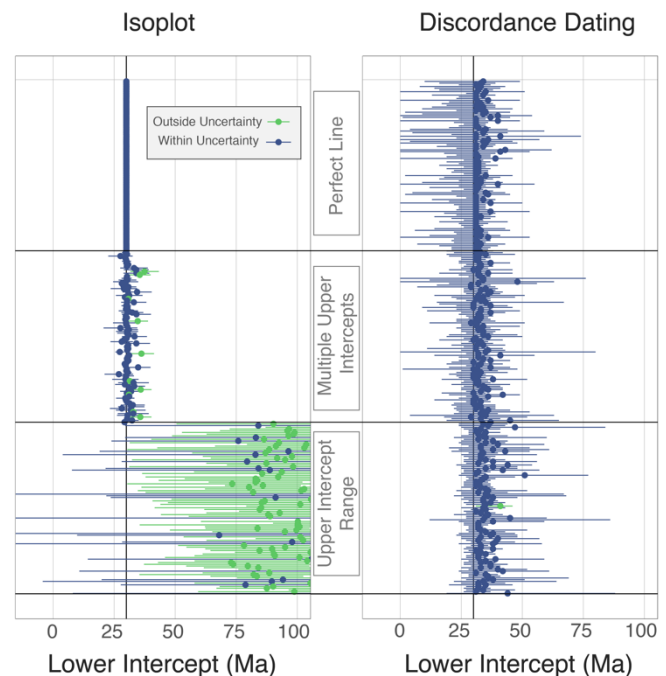 Isoplot
Discordance Dating
Outside Uncertainty
Within Uncertainty
Perfect Line
Multiple Upper
Intercepts
Upper Intercept
Range
0 25 50 75 100
0 25 50 75 100
Lower Intercept (Ma)
Lower Intercept (Ma)